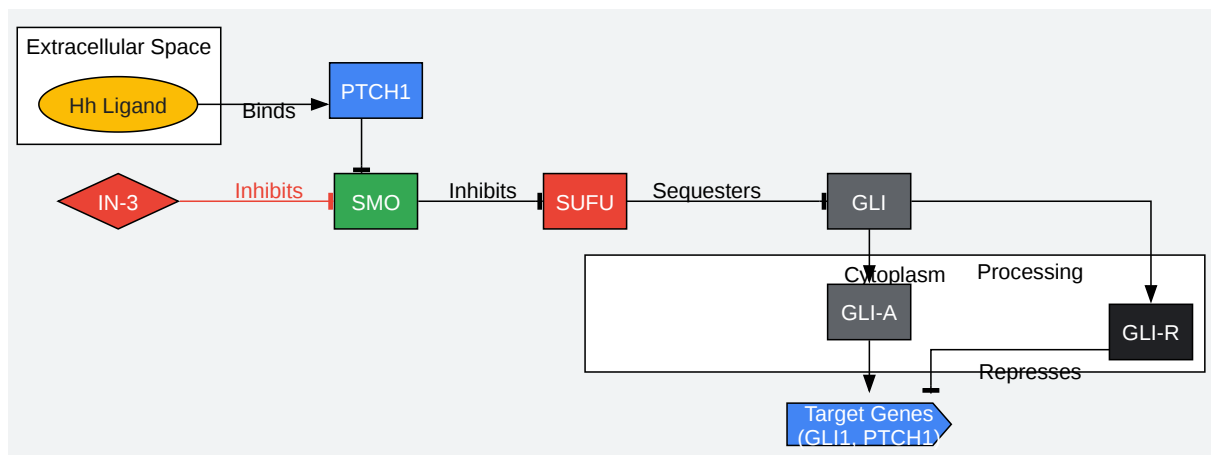 Extracellular Space
Hh Ligand
Binds
PTCH1
IN-3
Inhibits
SMO
Inhibits
SUFU
Sequesters
GLI
Cytoplasm
Processing
GLI-A
GLI-R
Represses
Target Genes
(GLI1, PTCH1)